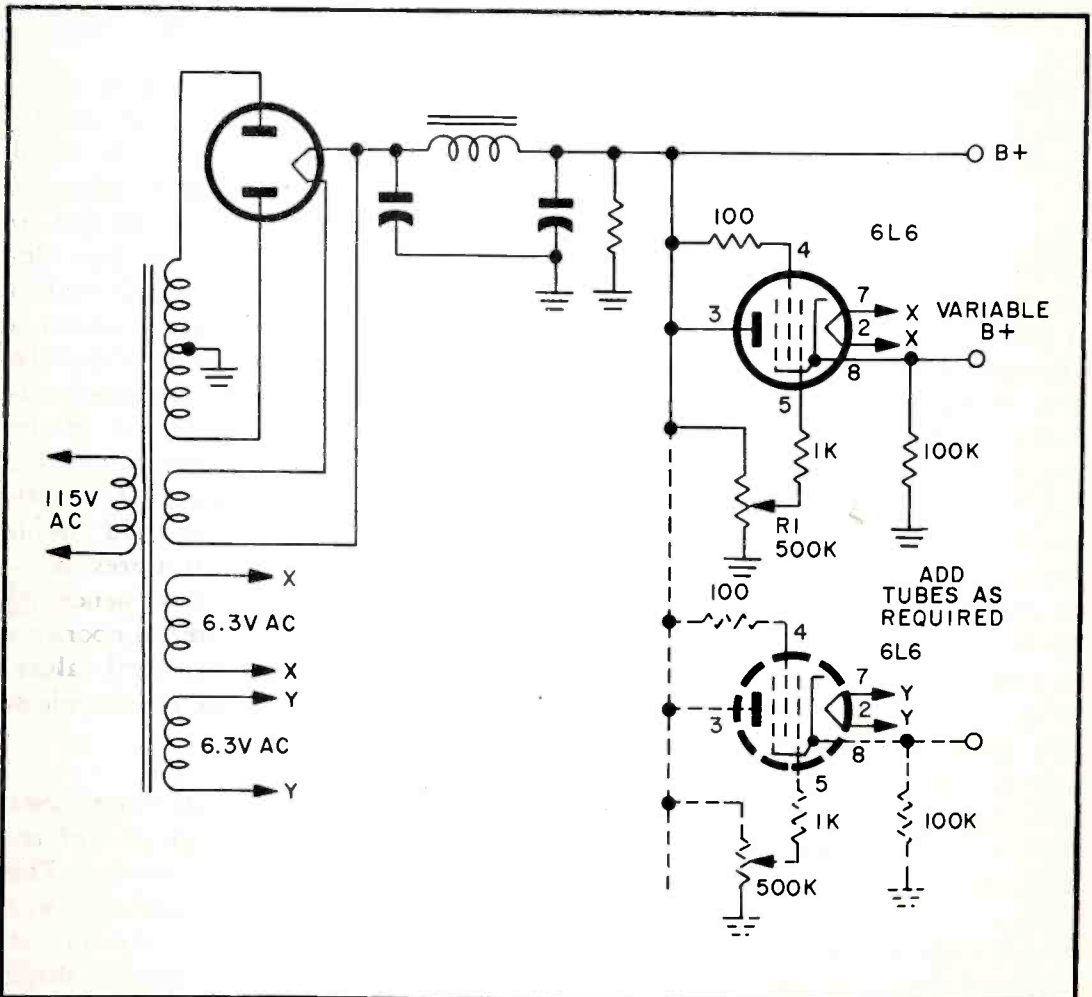 B+
100
4
6L6
3
7
X
2
X
VARIABLE
B+
8
5
1K
100K
R1
500K
115V
AC
X
6.3V AC
X
Y
6.3V AC
Y
ADD
TUBES AS
REQUIRED
6L6
100
4
3
7
Y
2
Y
8
5
1K
100K
500K